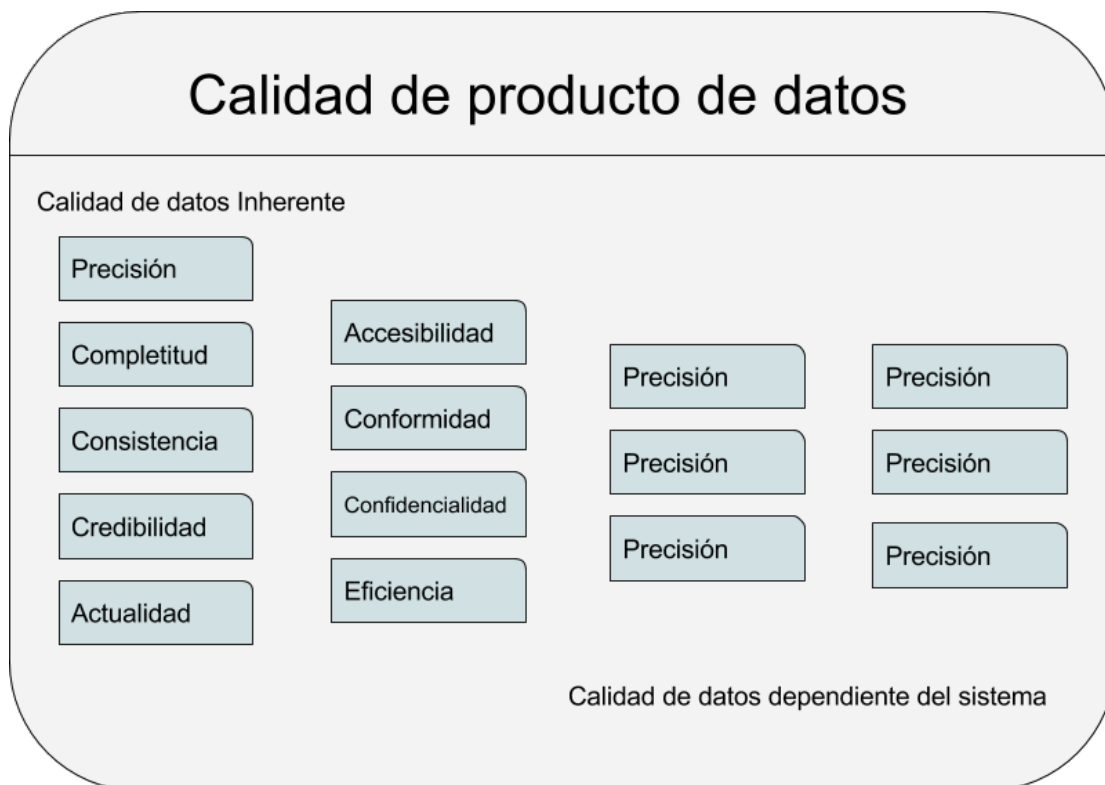 Calidad de producto de datos
Calidad de datos Inherente
Precisión
Completitud
Consistencia
Credibilidad
Actualidad
Accesibilidad
Conformidad
Confidencialidad
Eficiencia
Precisión
Precisión
Precisión
Precisión
Precisión
Precisión
Calidad de datos dependiente del sistema